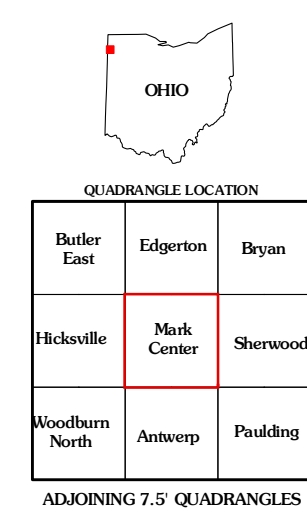 OHIO
QUADRANGLE LOCATION
Butler
East
Edgerton
Bryan
Hicksville
Mark
Center
Sherwood
Woodburn
North
Antwerp
Paulding
ADJOINING 7.5' QUADRANGLES